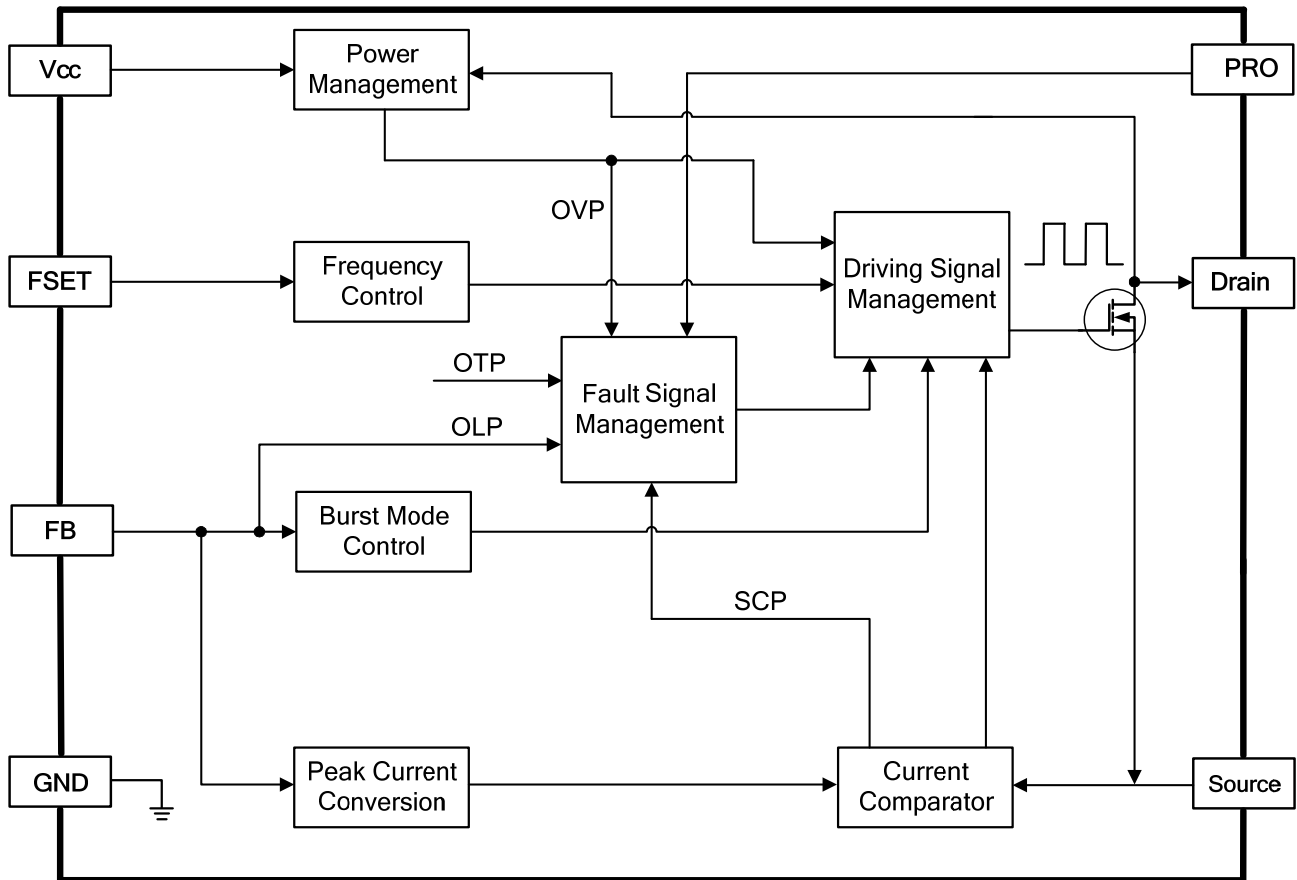 Vcc
Power
Management
PRO
OVP
FSET
Frequency
Control
Driving Signal
Management
Drain
OTP
Fault Signal
Management
OLP
FB
Burst Mode
Control
SCP
GND
Peak Current
Conversion
Current
Comparator
Source